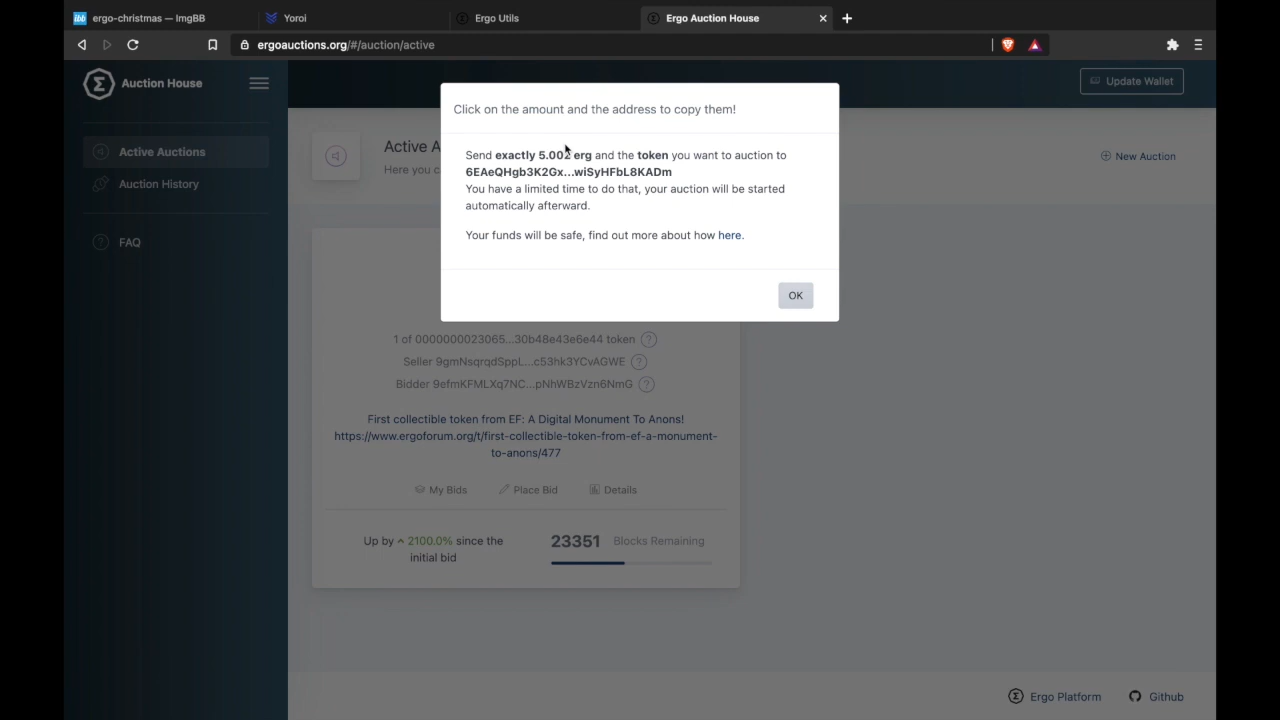 ibb ergo-christmas — ImgBB
Yoroi
Ergo Utils
Ergo Auction House
ergoauctions.org/#/auction/active
Auction House
Update Wallet
Click on the amount and the address to copy them!
Active Auctions
Active A
New Auction
Here you c
Auction History
Send exactly 5.002 erg and the token you want to auction to
6EAeQHgb3K2Gx...wiSyHFbL8KADm
You have a limited time to do that, your auction will be started
automatically afterward.
Your funds will be safe, find out more about how here.
FAQ
OK
1 of 0000000023065...30b48e43e6e44 token
Seller 9gmNsqrqdSppL...c53hk3YCvAGWE
Bidder 9efmKFMLXq7NC...pNhWBzVzn6NmG
First collectible token from EF: A Digital Monument To Anons!
https://www.ergoforum.org/t/first-collectible-token-from-ef-a-monument-
to-anons/477
My Bids
Place Bid
Details
Up by 2100.0% since the
initial bid
23351 Blocks Remaining
Ergo Platform
Github